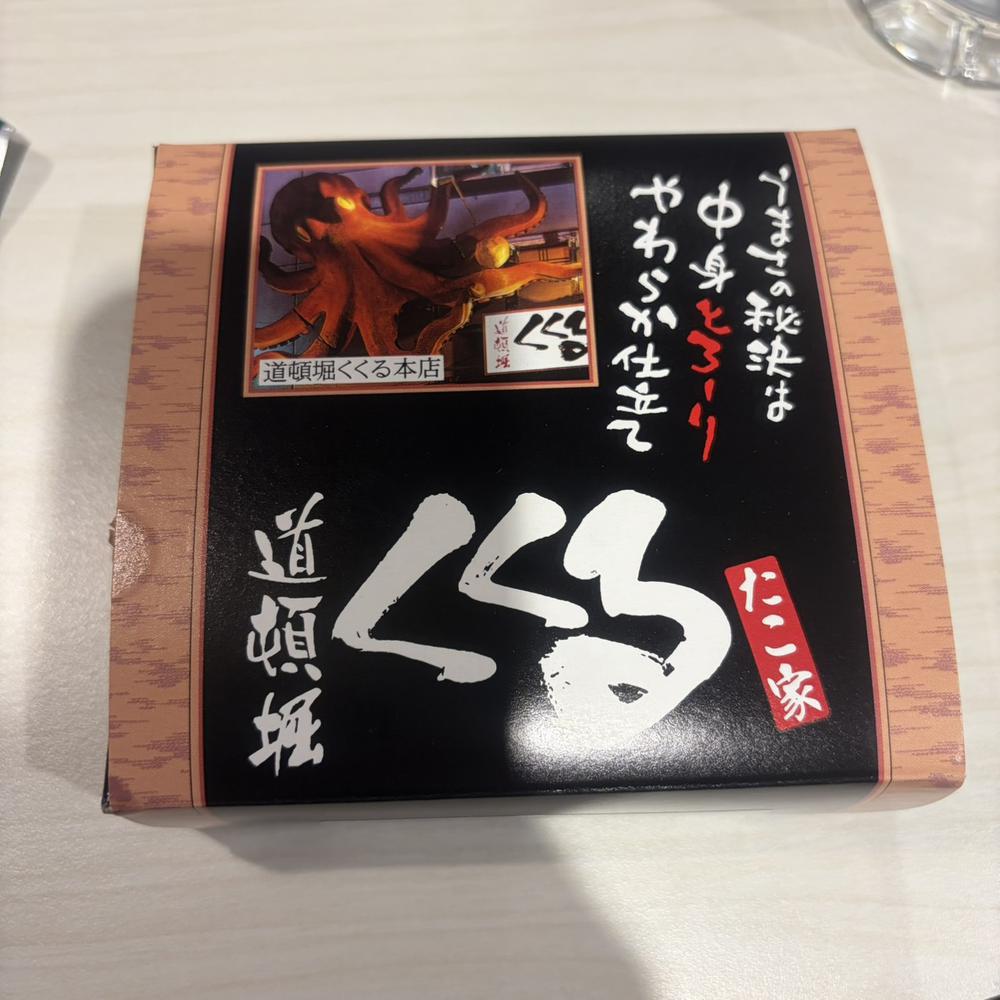 うまさの秘決は
中身とろーり
やわらか仕立て
道頓堀くくる本店
くくる
道頓堀
道頓堀
くくる
たこ家